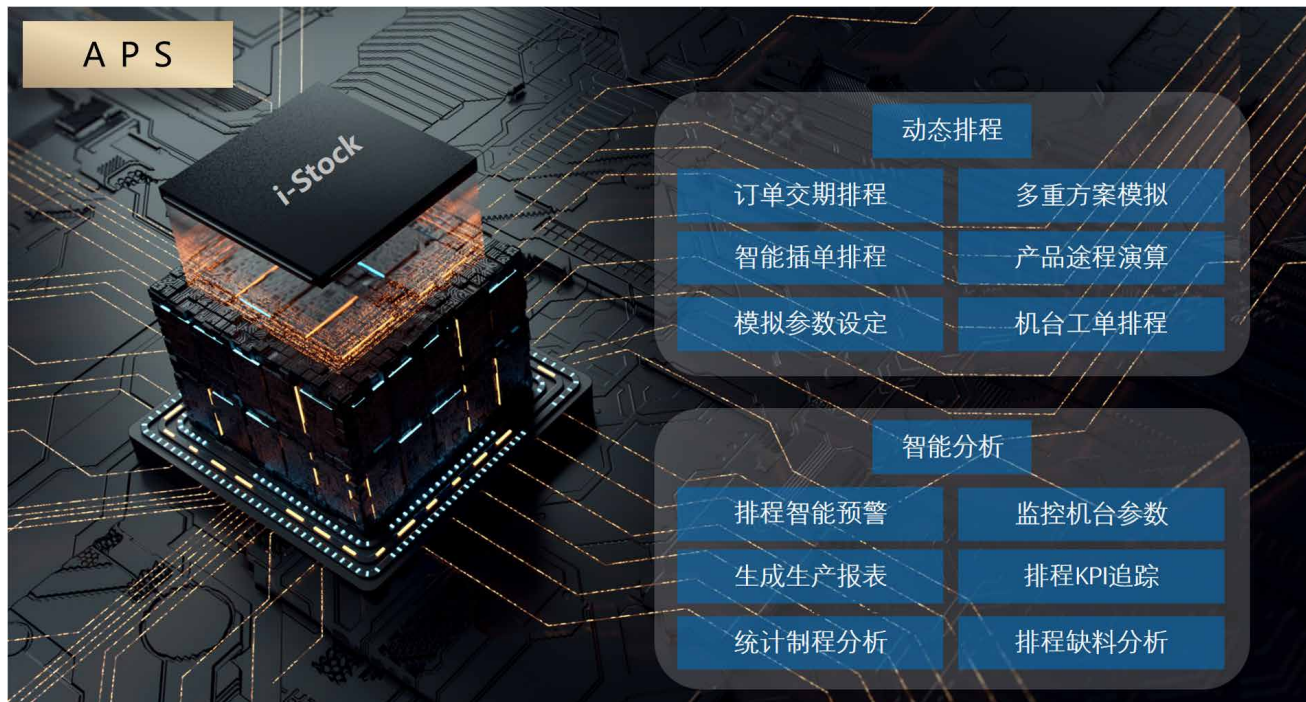 APS
i-Stock
动态排程
订单交期排程 多重方案模拟
智能插单排程 产品途程演算
模拟参数设定 机台工单排程
智能分析
排程智能预警 监控机台参数
生成生产报表 排程KPI追踪
统计制程分析 排程缺料分析